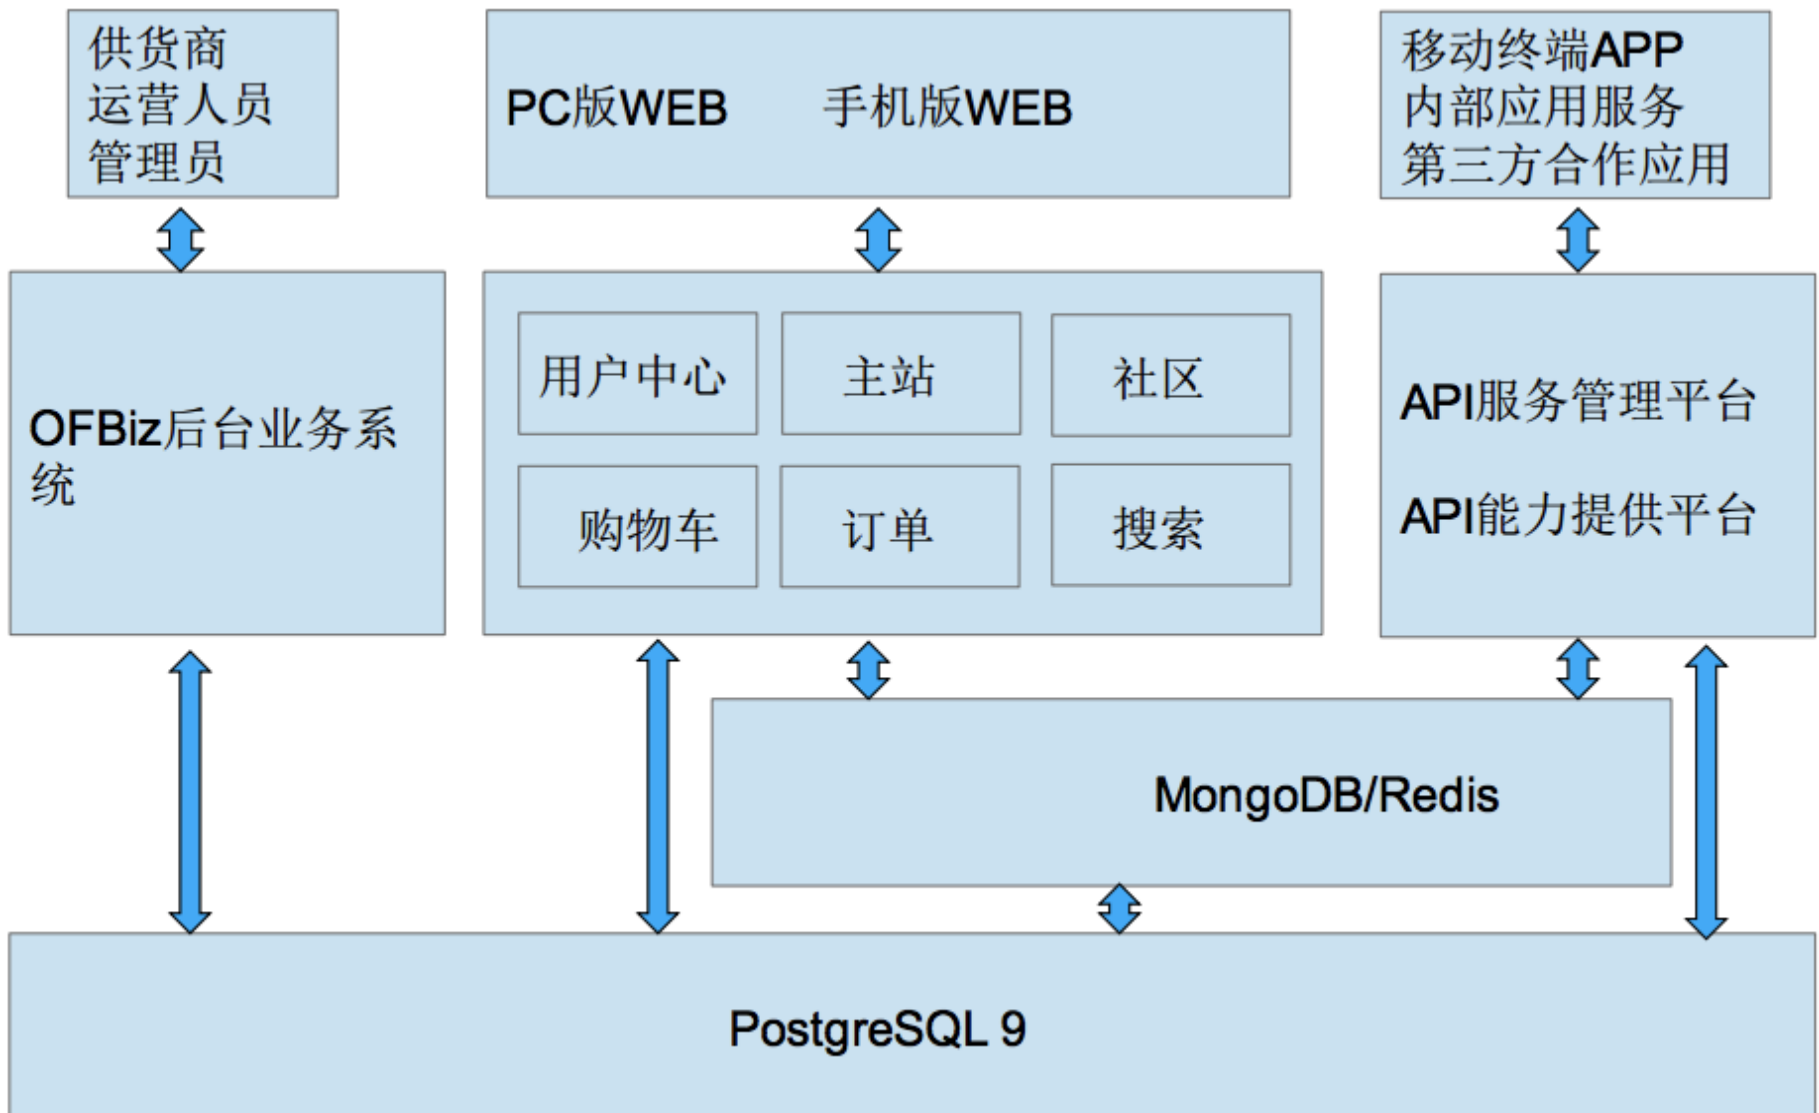 供货商
运营人员
管理员
PC版WEB 手机版WEB
移动终端APP
内部应用服务
第三方合作应用
OFBiz后台业务系
统
用户中心 主站 社区
购物车 订单 搜索
API服务管理平台
API能力提供平台
MongoDB/Redis
PostgreSQL 9